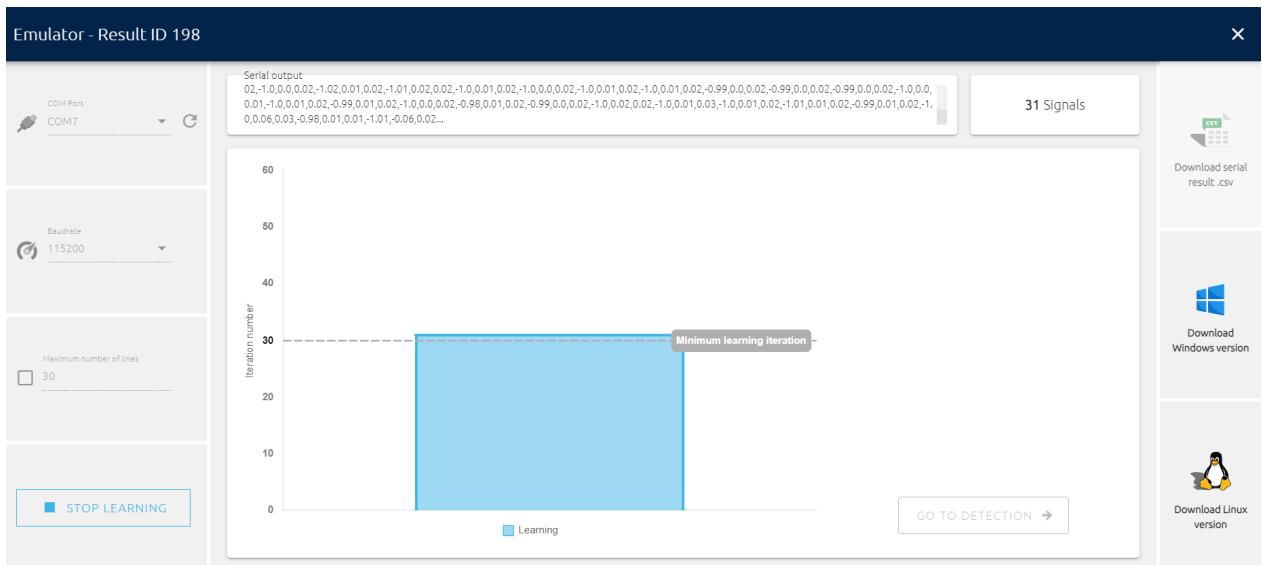 Emulator - Result ID 198
COM Port
COM7
Baudrate
115200
Maximum number of lines
30
STOP LEARNING
Serial output
02,-1.0,0.0,0.02,-1.02,0.01,0.02,-1.01,0.02,0.02,-1.0,0.01,0.02,-1.0,0.0,0.02,-1.0,0.01,0.02,-1.0,0.01,0.02,-0.99,0.0,0.02,-0.99,0.0,0.02,-0.99,0.0,0.02,-1.0,0.0,
0.01,-1.0,0.01,0.02,-0.99,0.01,0.02,-1.0,0.0,0.02,-0.98,0.01,0.02,-0.99,0.0,0.02,-1.0,0.02,0.02,-1.0,0.01,0.03,-1.0,0.01,0.02,-1.01,0.01,0.02,-0.99,0.01,0.02,-1.
0,0.06,0.03,-0.98,0.01,0.01,-1.01,-0.06,0.02...
31 Signals
60
50
40
30
20
10
0
Iteration number
Minimum learning iteration
Learning
GO TO DETECTION
CSV
Download serial
result .csv
Download
Windows version
Download Linux
version